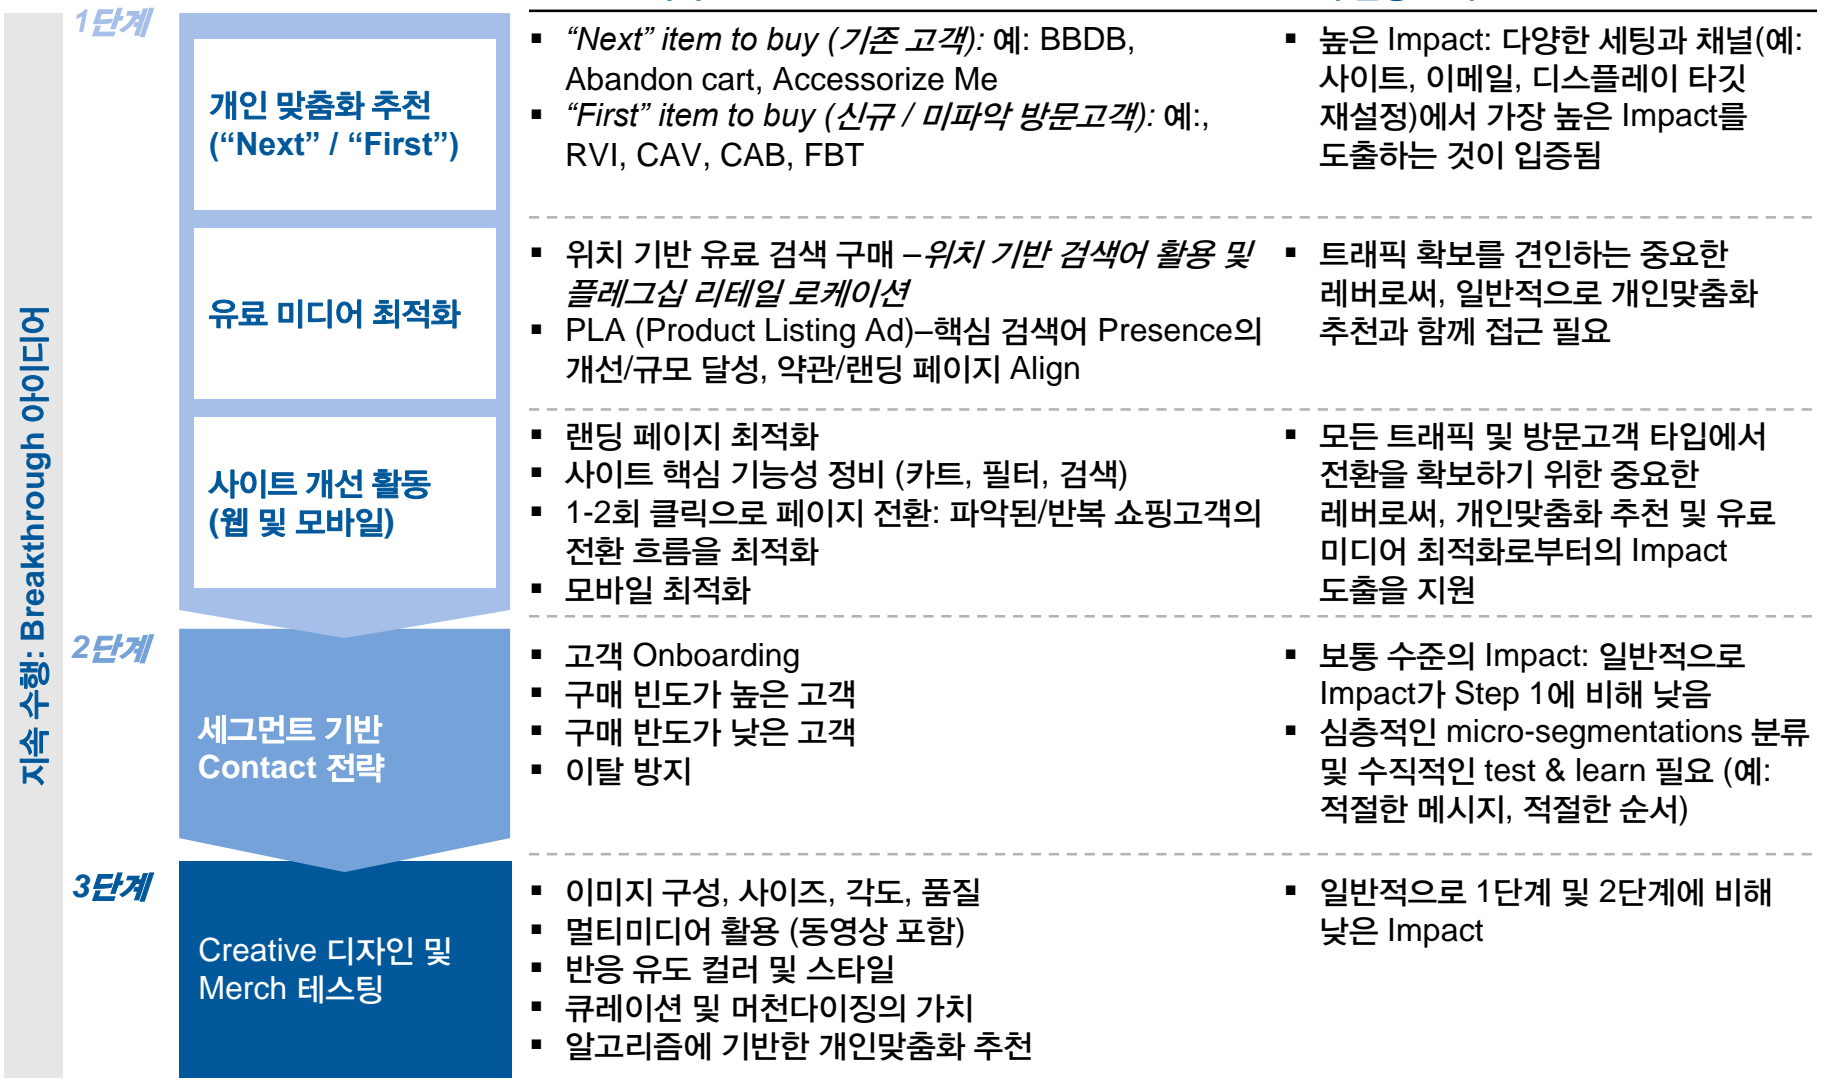 지속 수행: Breakthrough 아이디어
1단계
개인 맞춤화 추천
(“Next” / “First”)
▪ “Next” item to buy (기존 고객): 예: BBDB,
Abandon cart, Accessorize Me
▪ “First” item to buy (신규 / 미파악 방문고객): 예:,
RVI, CAV, CAB, FBT
▪ 높은 Impact: 다양한 세팅과 채널(예:
사이트, 이메일, 디스플레이 타깃
재설정)에서 가장 높은 Impact를
도출하는 것이 입증됨
유료 미디어 최적화
▪ 위치 기반 유료 검색 구매 –위치 기반 검색어 활용 및
플레그십 리테일 로케이션
▪ PLA (Product Listing Ad)–핵심 검색어 Presence의
개선/규모 달성, 약관/랜딩 페이지 Align
▪ 트래픽 확보를 견인하는 중요한
레버로써, 일반적으로 개인맞춤화
추천과 함께 접근 필요
사이트 개선 활동
(웹 및 모바일)
▪ 랜딩 페이지 최적화
▪ 사이트 핵심 기능성 정비 (카트, 필터, 검색)
▪ 1-2회 클릭으로 페이지 전환: 파악된/반복 쇼핑고객의
전환 흐름을 최적화
▪ 모바일 최적화
▪ 모든 트래픽 및 방문고객 타입에서
전환을 확보하기 위한 중요한
레버로써, 개인맞춤화 추천 및 유료
미디어 최적화로부터의 Impact
도출을 지원
2단계
세그먼트 기반
Contact 전략
▪ 고객 Onboarding
▪ 구매 빈도가 높은 고객
▪ 구매 반도가 낮은 고객
▪ 이탈 방지
▪ 보통 수준의 Impact: 일반적으로
Impact가 Step 1에 비해 낮음
▪ 심층적인 micro-segmentations 분류
및 수직적인 test & learn 필요 (예:
적절한 메시지, 적절한 순서)
3단계
Creative 디자인 및
Merch 테스팅
▪ 이미지 구성, 사이즈, 각도, 품질
▪ 멀티미디어 활용 (동영상 포함)
▪ 반응 유도 컬러 및 스타일
▪ 큐레이션 및 머천다이징의 가치
▪ 알고리즘에 기반한 개인맞춤화 추천
▪ 일반적으로 1단계 및 2단계에 비해
낮은 Impact